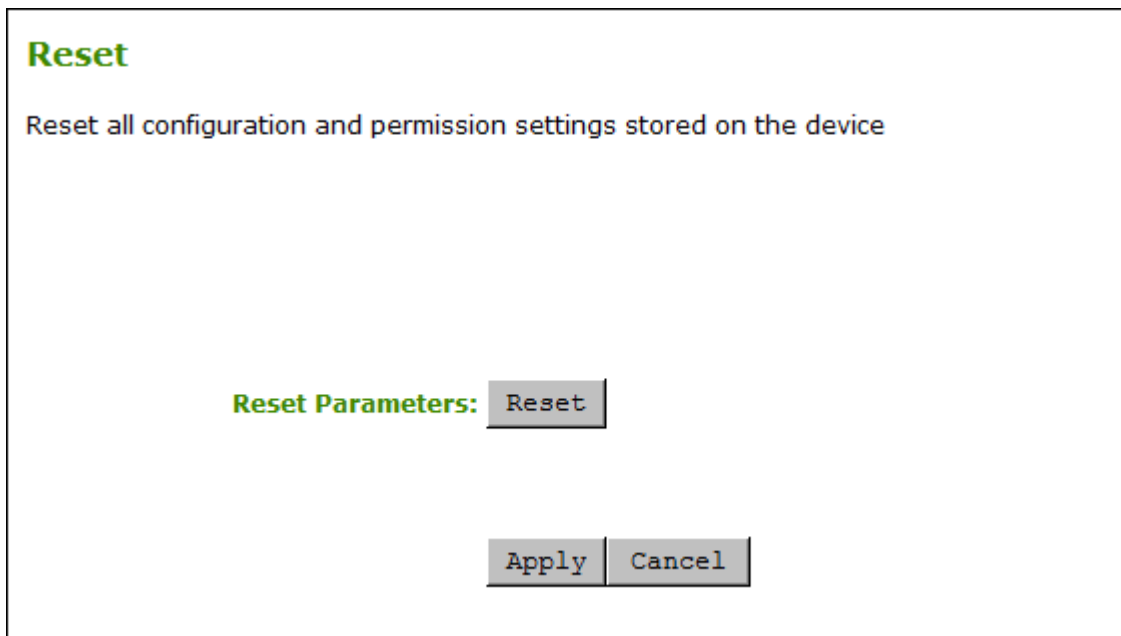 Reset
Reset all configuration and permission settings stored on the device
Reset Parameters: Reset
Apply Cancel